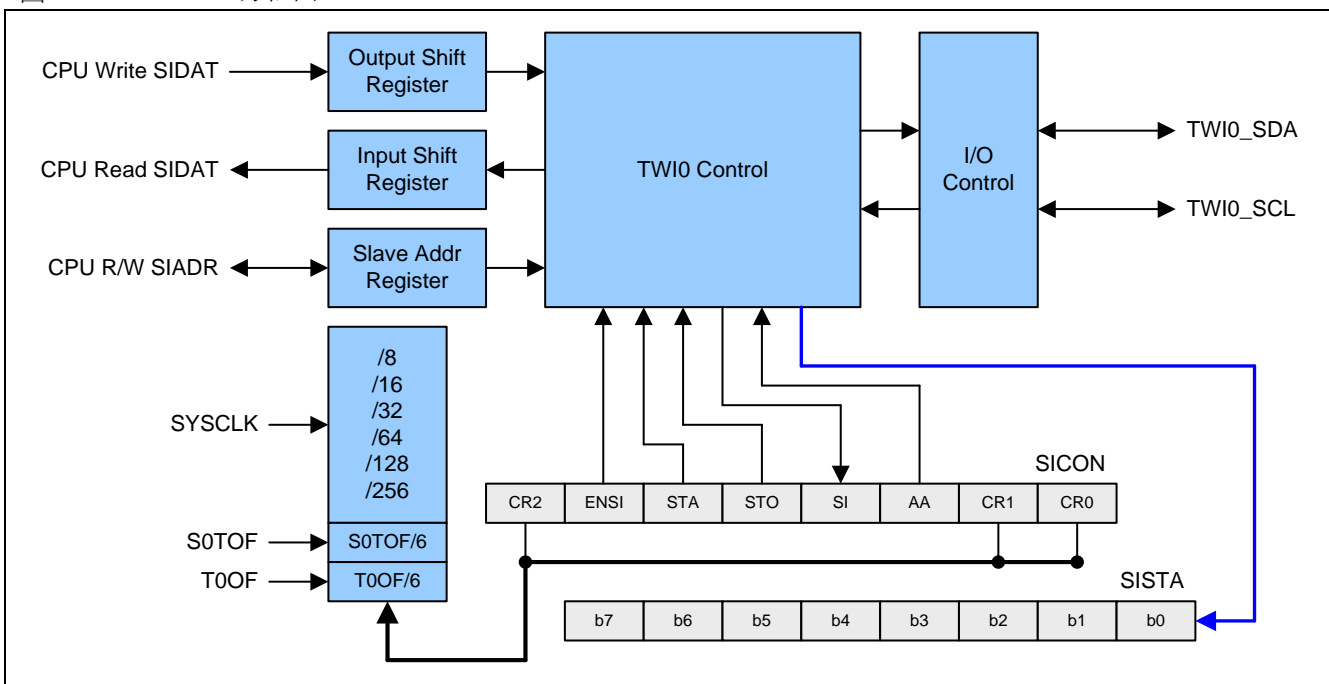 CPU Write SIDAT
Output Shift
Register
CPU Read SIDAT
Input Shift
Register
CPU R/W SIADR
Slave Addr
Register
TWI0 Control
I/O
Control
TWI0_SDA
TWI0_SCL
SYSCLK
/8
/16
/32
/64
/128
/256
S0TOF
S0TOF/6
T0OF
T0OF/6
SICON
CR2 ENSI STA STO SI AA CR1 CR0
SISTA
b7 b6 b5 b4 b3 b2 b1 b0